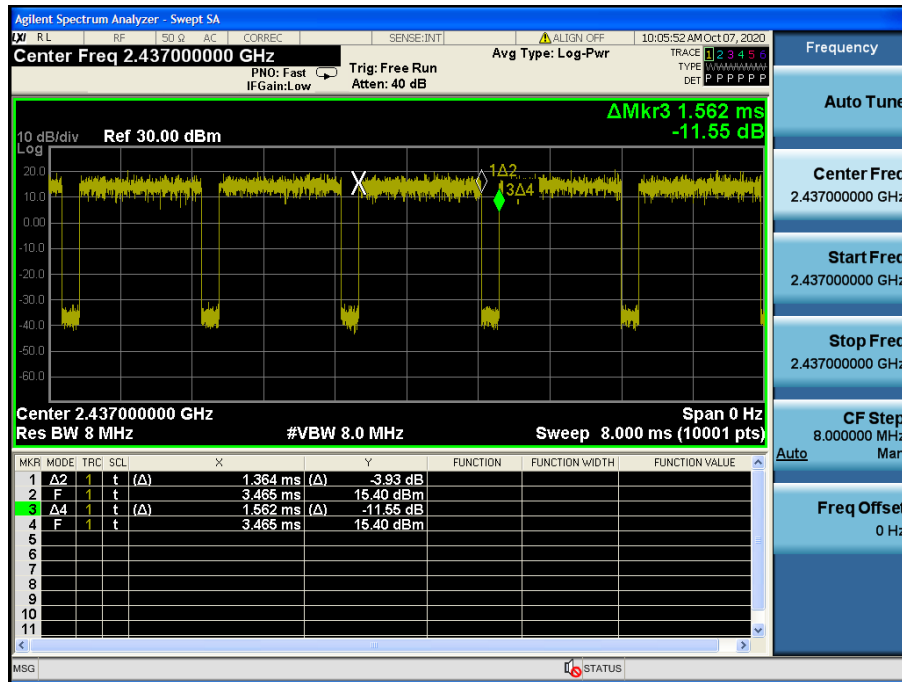 Agilent Spectrum Analyzer - Swept SA
LXI RL RF 50 Ω AC CORREC SENSE:INT ALIGN OFF 10:05:52 AM Oct 07, 2020
Center Freq 2.437000000 GHz
PNO: Fast
IFGain:Low
Trig: Free Run
Atten: 40 dB
Avg Type: Log-Pwr
TRACE 1 2 3 4 5 6
TYPE
DET P P P P P P
ΔMkr3 1.562 ms
-11.55 dB
10 dB/div Ref 30.00 dBm
Log
20.0
10.0
0.00
-10.0
-20.0
-30.0
-40.0
-50.0
-60.0
X
1Δ2
3Δ4
Center 2.437000000 GHz Span 0 Hz
Res BW 8 MHz #VBW 8.0 MHz Sweep 8.000 ms (10001 pts)
MKR MODE TRC SCL X Y FUNCTION FUNCTION WIDTH FUNCTION VALUE
1 Δ2 1 t (Δ) 1.364 ms (Δ) -3.93 dB
2 F 1 t 3.465 ms 15.40 dBm
3 Δ4 1 t (Δ) 1.562 ms (Δ) -11.55 dB
4 F 1 t 3.465 ms 15.40 dBm
5
6
7
8
9
10
11
MSG STATUS
Frequency
Auto Tune
Center Freq
2.437000000 GHz
Start Freq
2.437000000 GHz
Stop Freq
2.437000000 GHz
CF Step
8.000000 MHz
Auto Man
Freq Offset
0 Hz